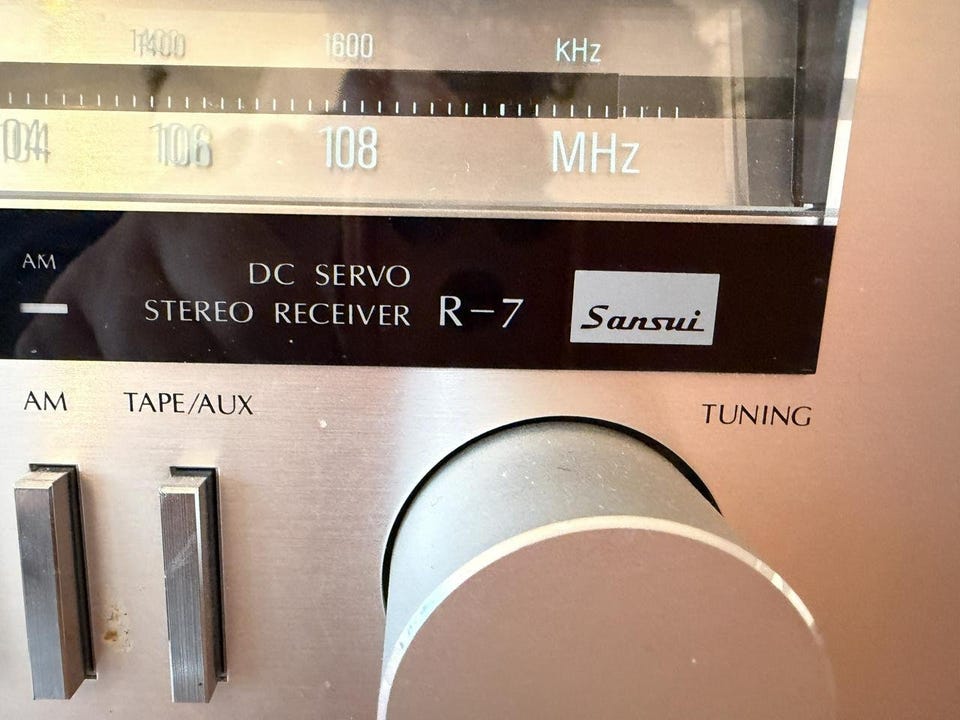 1400 1600 KHz
104 106 108 MHz
AM
DC SERVO
STEREO RECEIVER R-7
Sansui
AM TAPE/AUX TUNING